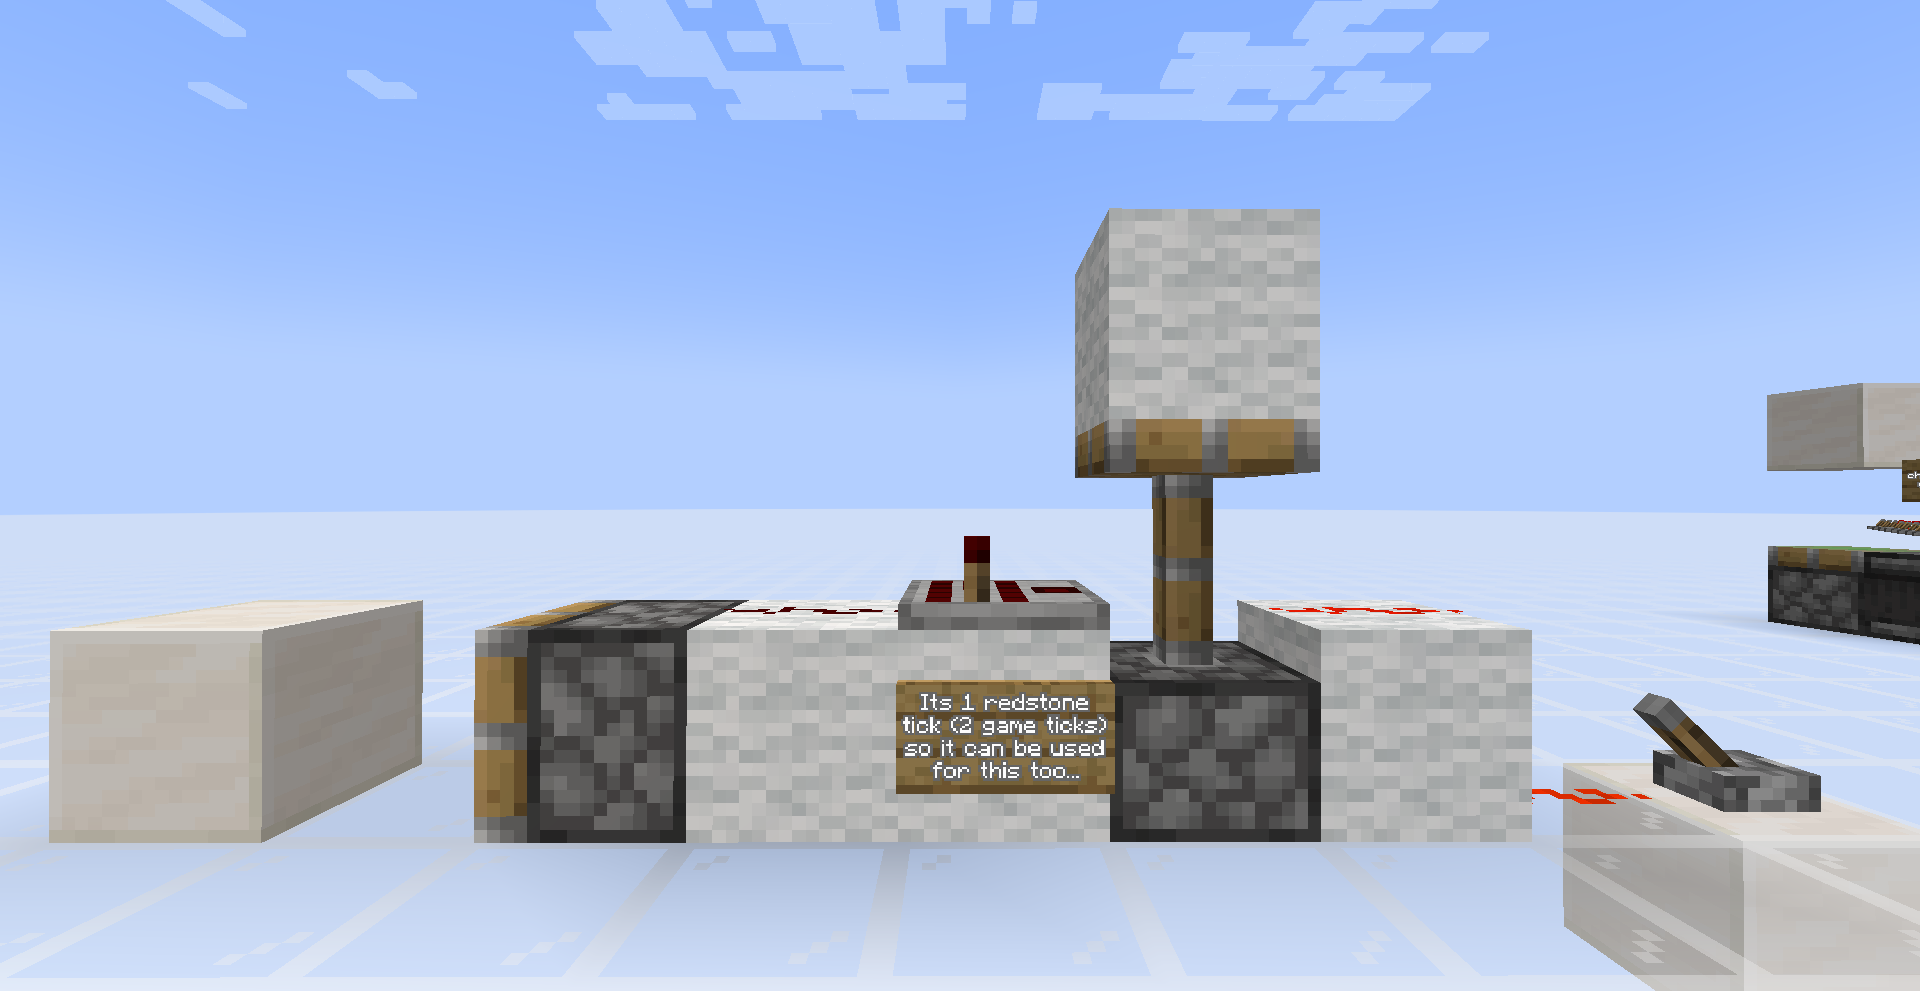 Its 1 redstone
tick (2 game ticks)
so it can be used
for this too...